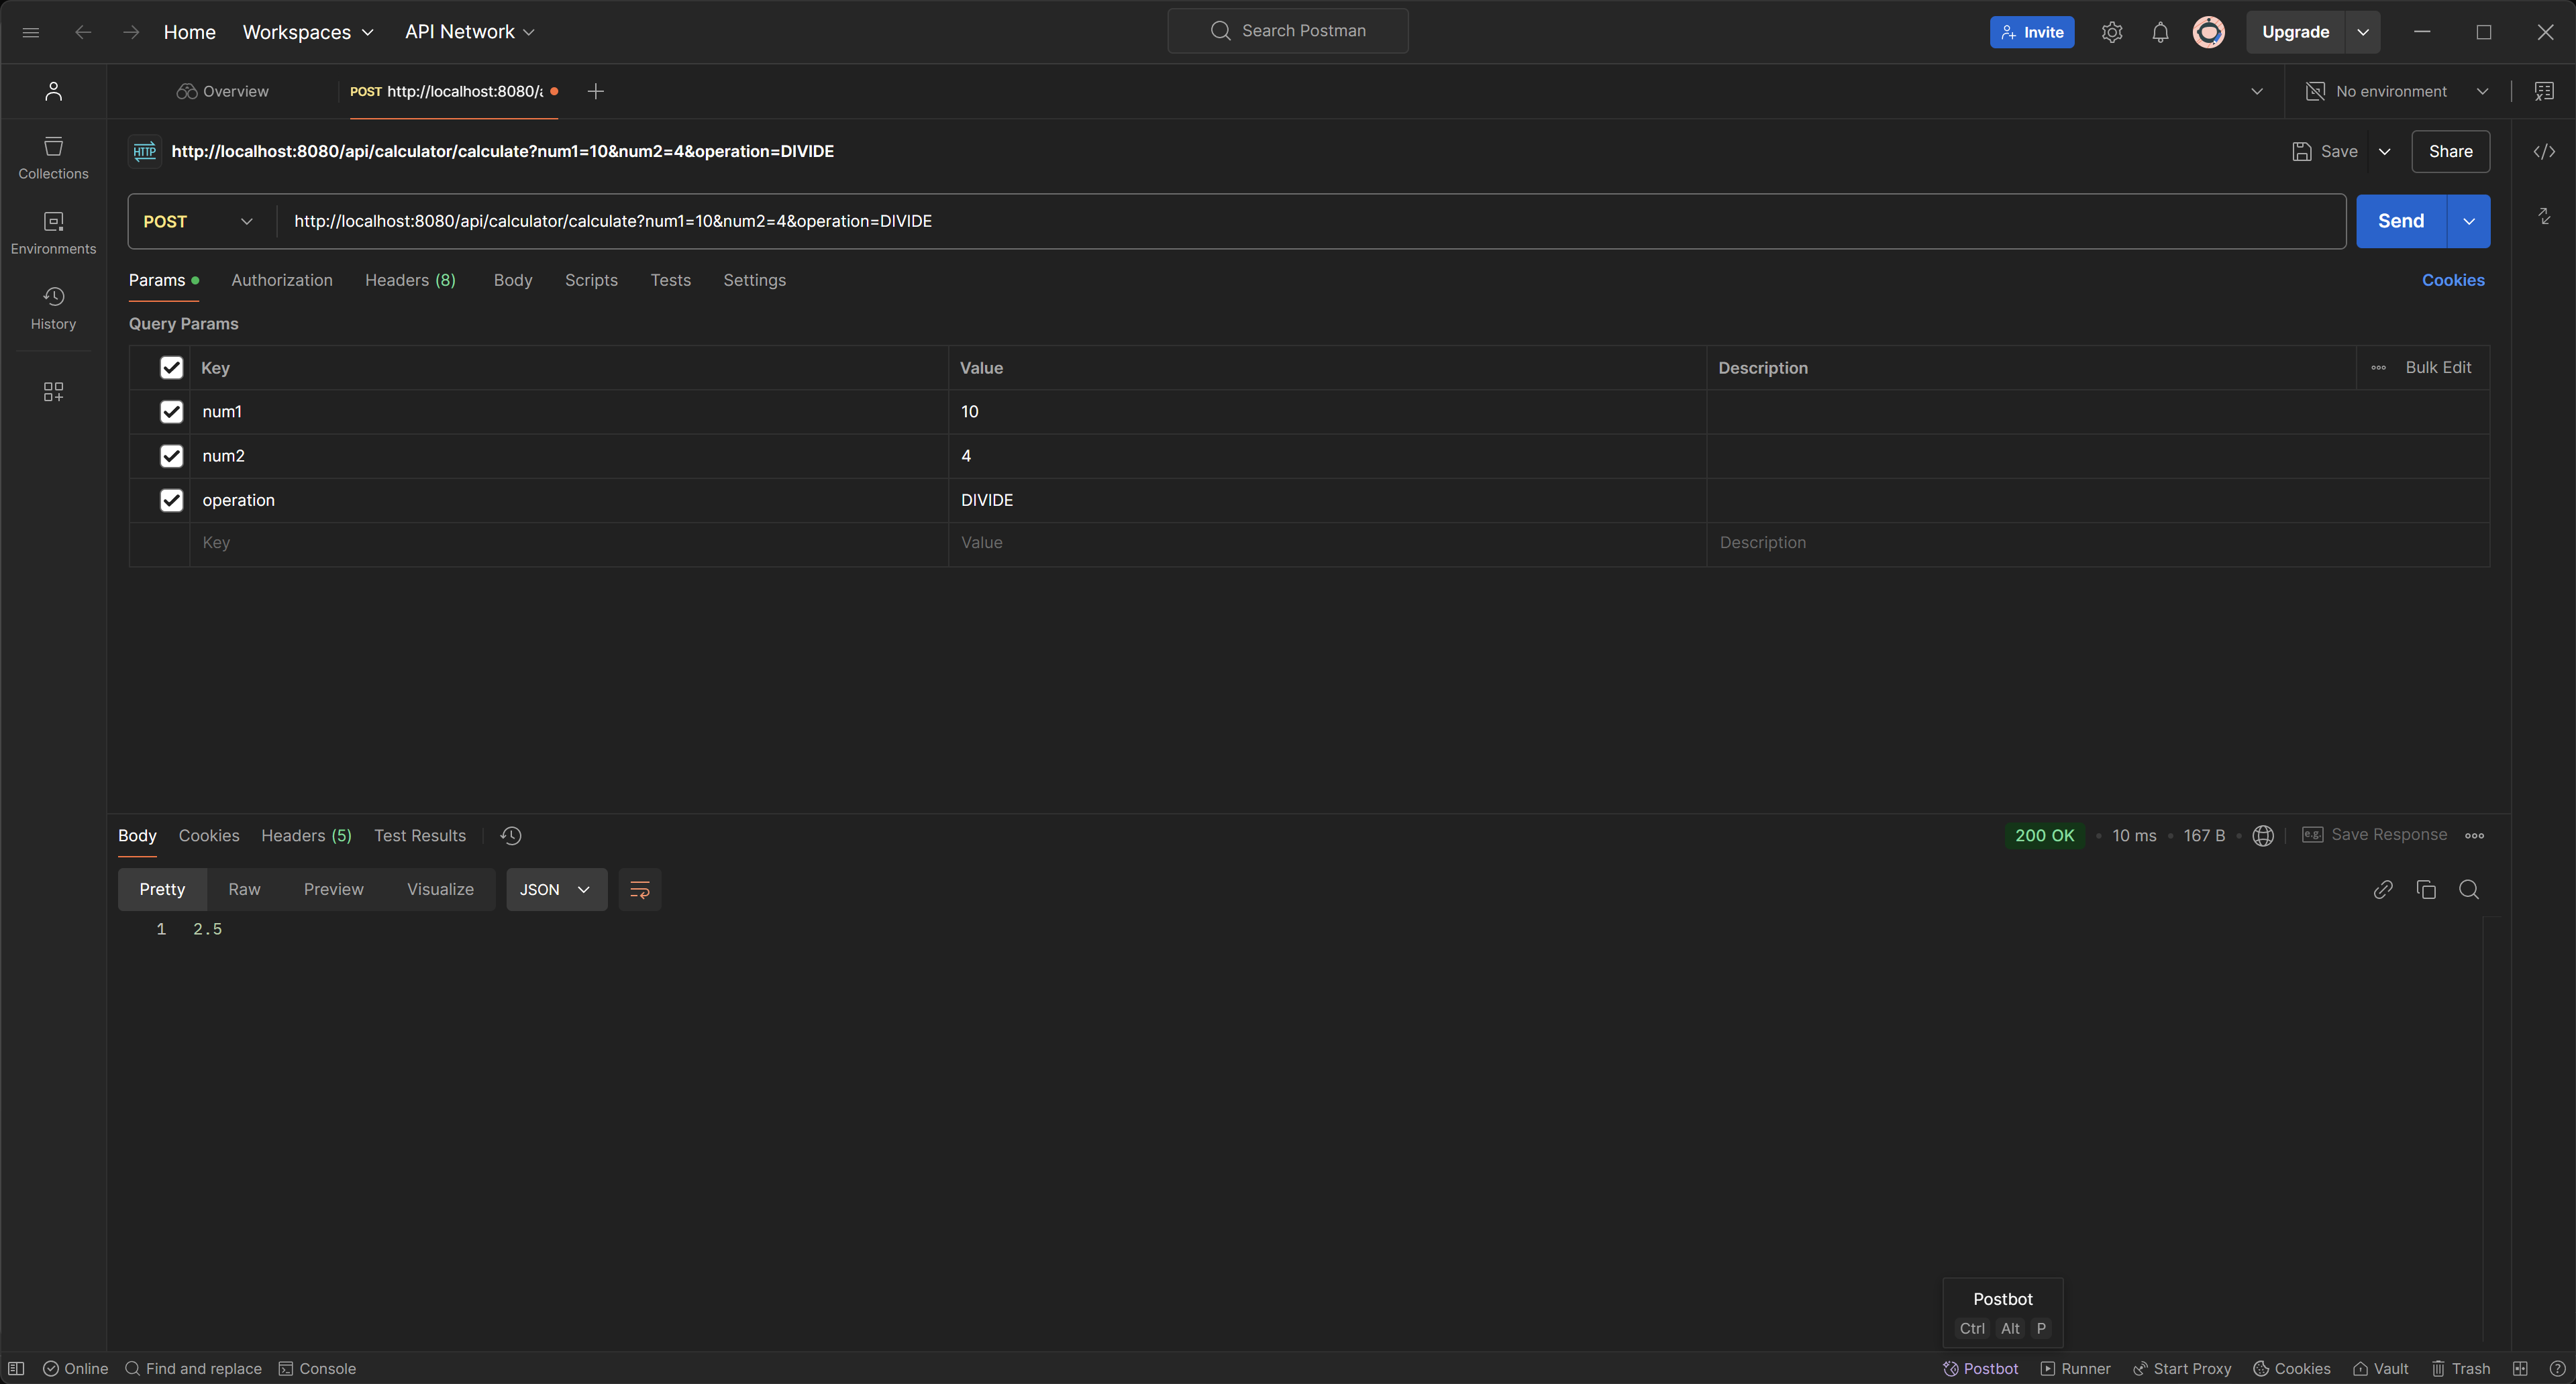 Home Workspaces API Network Search Postman Invite Upgrade
Overview POST http://localhost:8080/a No environment
HTTP http://localhost:8080/api/calculator/calculate?num1=10&num2=4&operation=DIVIDE Save Share
Collections
POST http://localhost:8080/api/calculator/calculate?num1=10&num2=4&operation=DIVIDE Send
Environments
Params Authorization Headers (8) Body Scripts Tests Settings Cookies
History
Query Params
Key Value Description Bulk Edit
num1 10
num2 4
operation DIVIDE
Key Value Description
Body Cookies Headers (5) Test Results 200 OK 10 ms 167 B e.g. Save Response
Pretty Raw Preview Visualize JSON
1 2.5
Postbot
Ctrl Alt P
Online Find and replace Console Postbot Runner Start Proxy Cookies Vault Trash